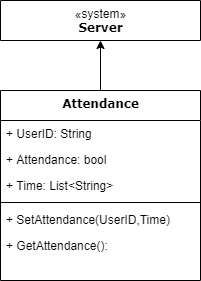 «system»
Server
Attendance
+ UserID: String
+ Attendance: bool
+ Time: List<String>
+ SetAttendance(UserID,Time)
+ GetAttendance():